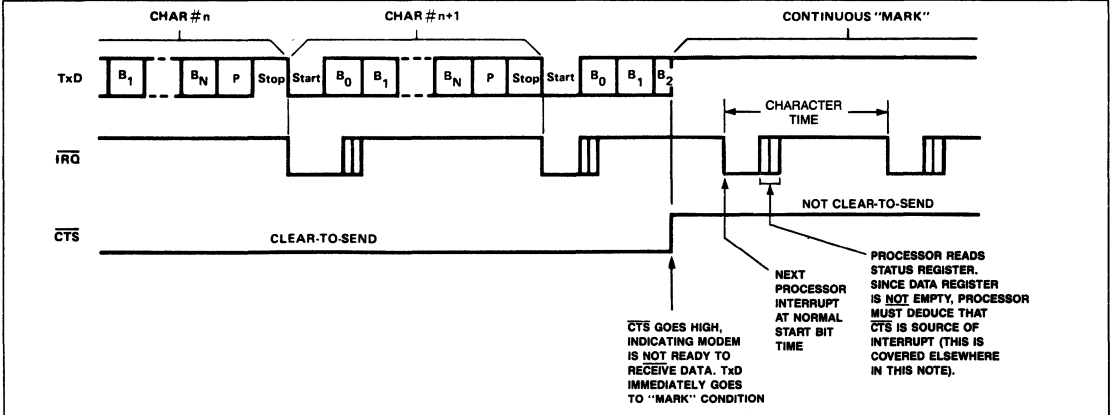 CHAR #n
CHAR #n+1
CONTINUOUS "MARK"
TxD
B1
BN
P
Stop
Start
B0
B1
BN
P
Stop
Start
B0
B1
B2
CHARACTER
TIME
IRQ
NOT CLEAR-TO-SEND
CTS
CLEAR-TO-SEND
CTS GOES HIGH,
INDICATING MODEM
IS NOT READY TO
RECEIVE DATA. TxD
IMMEDIATELY GOES
TO "MARK" CONDITION
NEXT
PROCESSOR
INTERRUPT
AT NORMAL
START BIT
TIME
PROCESSOR READS
STATUS REGISTER.
SINCE DATA REGISTER
IS NOT EMPTY, PROCESSOR
MUST DEDUCE THAT
CTS IS SOURCE OF
INTERRUPT (THIS IS
COVERED ELSEWHERE
IN THIS NOTE).